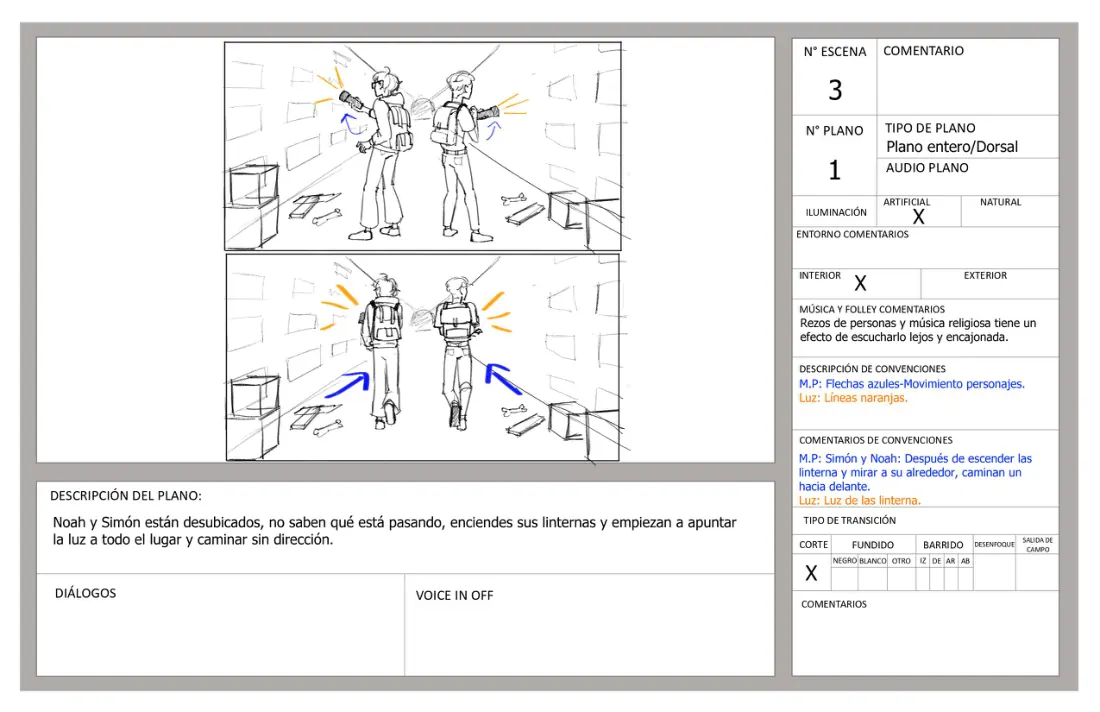 N° ESCENA
3
COMENTARIO
N° PLANO
1
TIPO DE PLANO
Plano entero/Dorsal
AUDIO PLANO
ILUMINACIÓN
ARTIFICIAL
X
NATURAL
ENTORNO COMENTARIOS
INTERIOR X
EXTERIOR
MÚSICA Y FOLLEY COMENTARIOS
Rezos de personas y música religiosa tiene un
efecto de escucharlo lejos y encajonada.
DESCRIPCIÓN DE CONVENCIONES
M.P: Flechas azules-Movimiento personajes.
Luz: Líneas naranjas.
COMENTARIOS DE CONVENCIONES
M.P: Simón y Noah: Después de escender las
linterna y mirar a su alrededor, caminan un
hacia delante.
Luz: Luz de las linterna.
TIPO DE TRANSICIÓN
CORTE
X
FUNDIDO
NEGRO BLANCO OTRO
BARRIDO
IZ DE AR AB
DESENFOQUE
SALIDA DE
CAMPO
COMENTARIOS
DESCRIPCIÓN DEL PLANO:
Noah y Simón están desubicados, no saben qué está pasando, enciendes sus linternas y empiezan a apuntar
la luz a todo el lugar y caminar sin dirección.
DIÁLOGOS
VOICE IN OFF